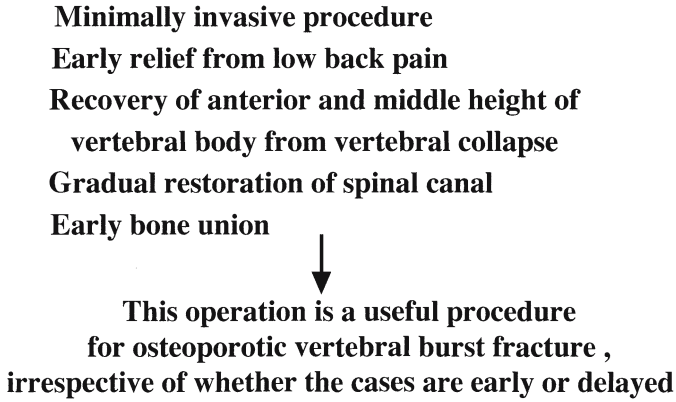 Minimally invasive procedure
Early relief from low back pain
Recovery of anterior and middle height of
vertebral body from vertebral collapse
Gradual restoration of spinal canal
Early bone union
This operation is a useful procedure
for osteoporotic vertebral burst fracture ,
irrespective of whether the cases are early or delayed